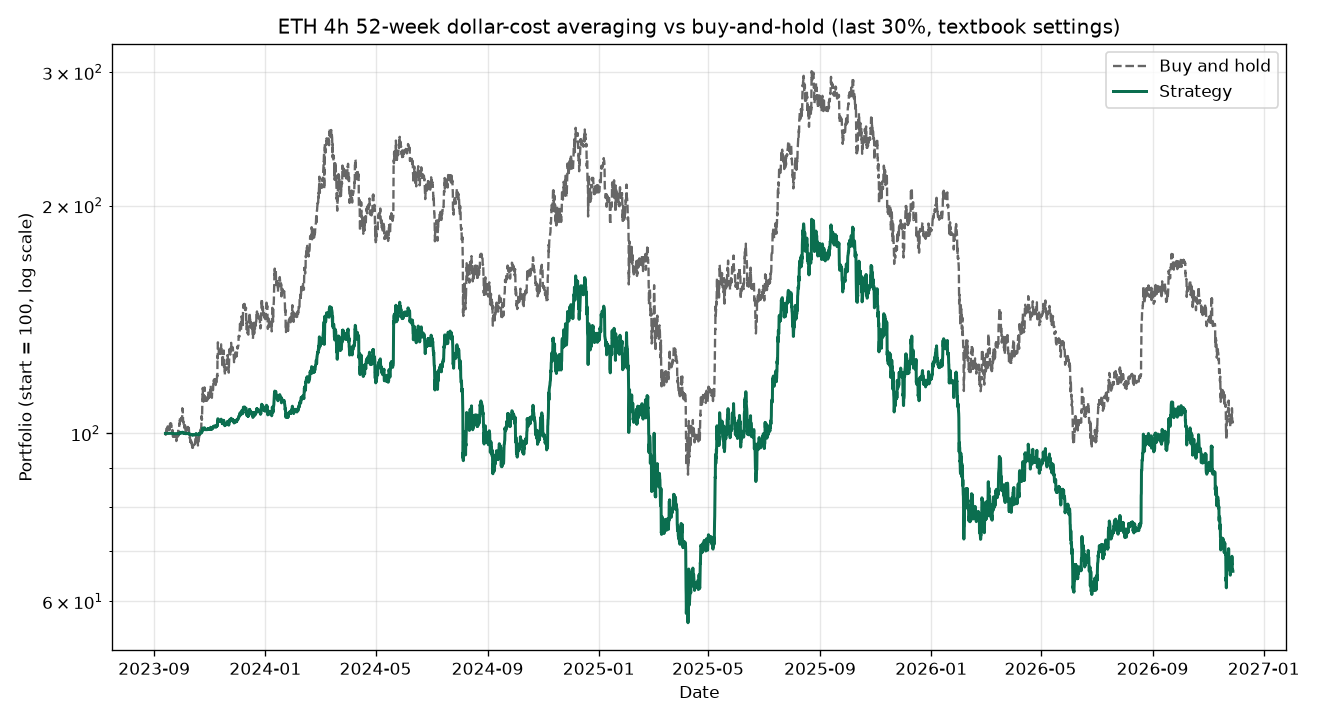 ETH 4h 52-week dollar-cost averaging vs buy-and-hold (last 30%, textbook settings)
Buy and hold
Strategy
Portfolio (start = 100, log scale)
3 × 10²
2 × 10²
10²
6 × 10¹
2023-09 2024-01 2024-05 2024-09 2025-01 2025-05 2025-09 2026-01 2026-05 2026-09 2027-01
Date